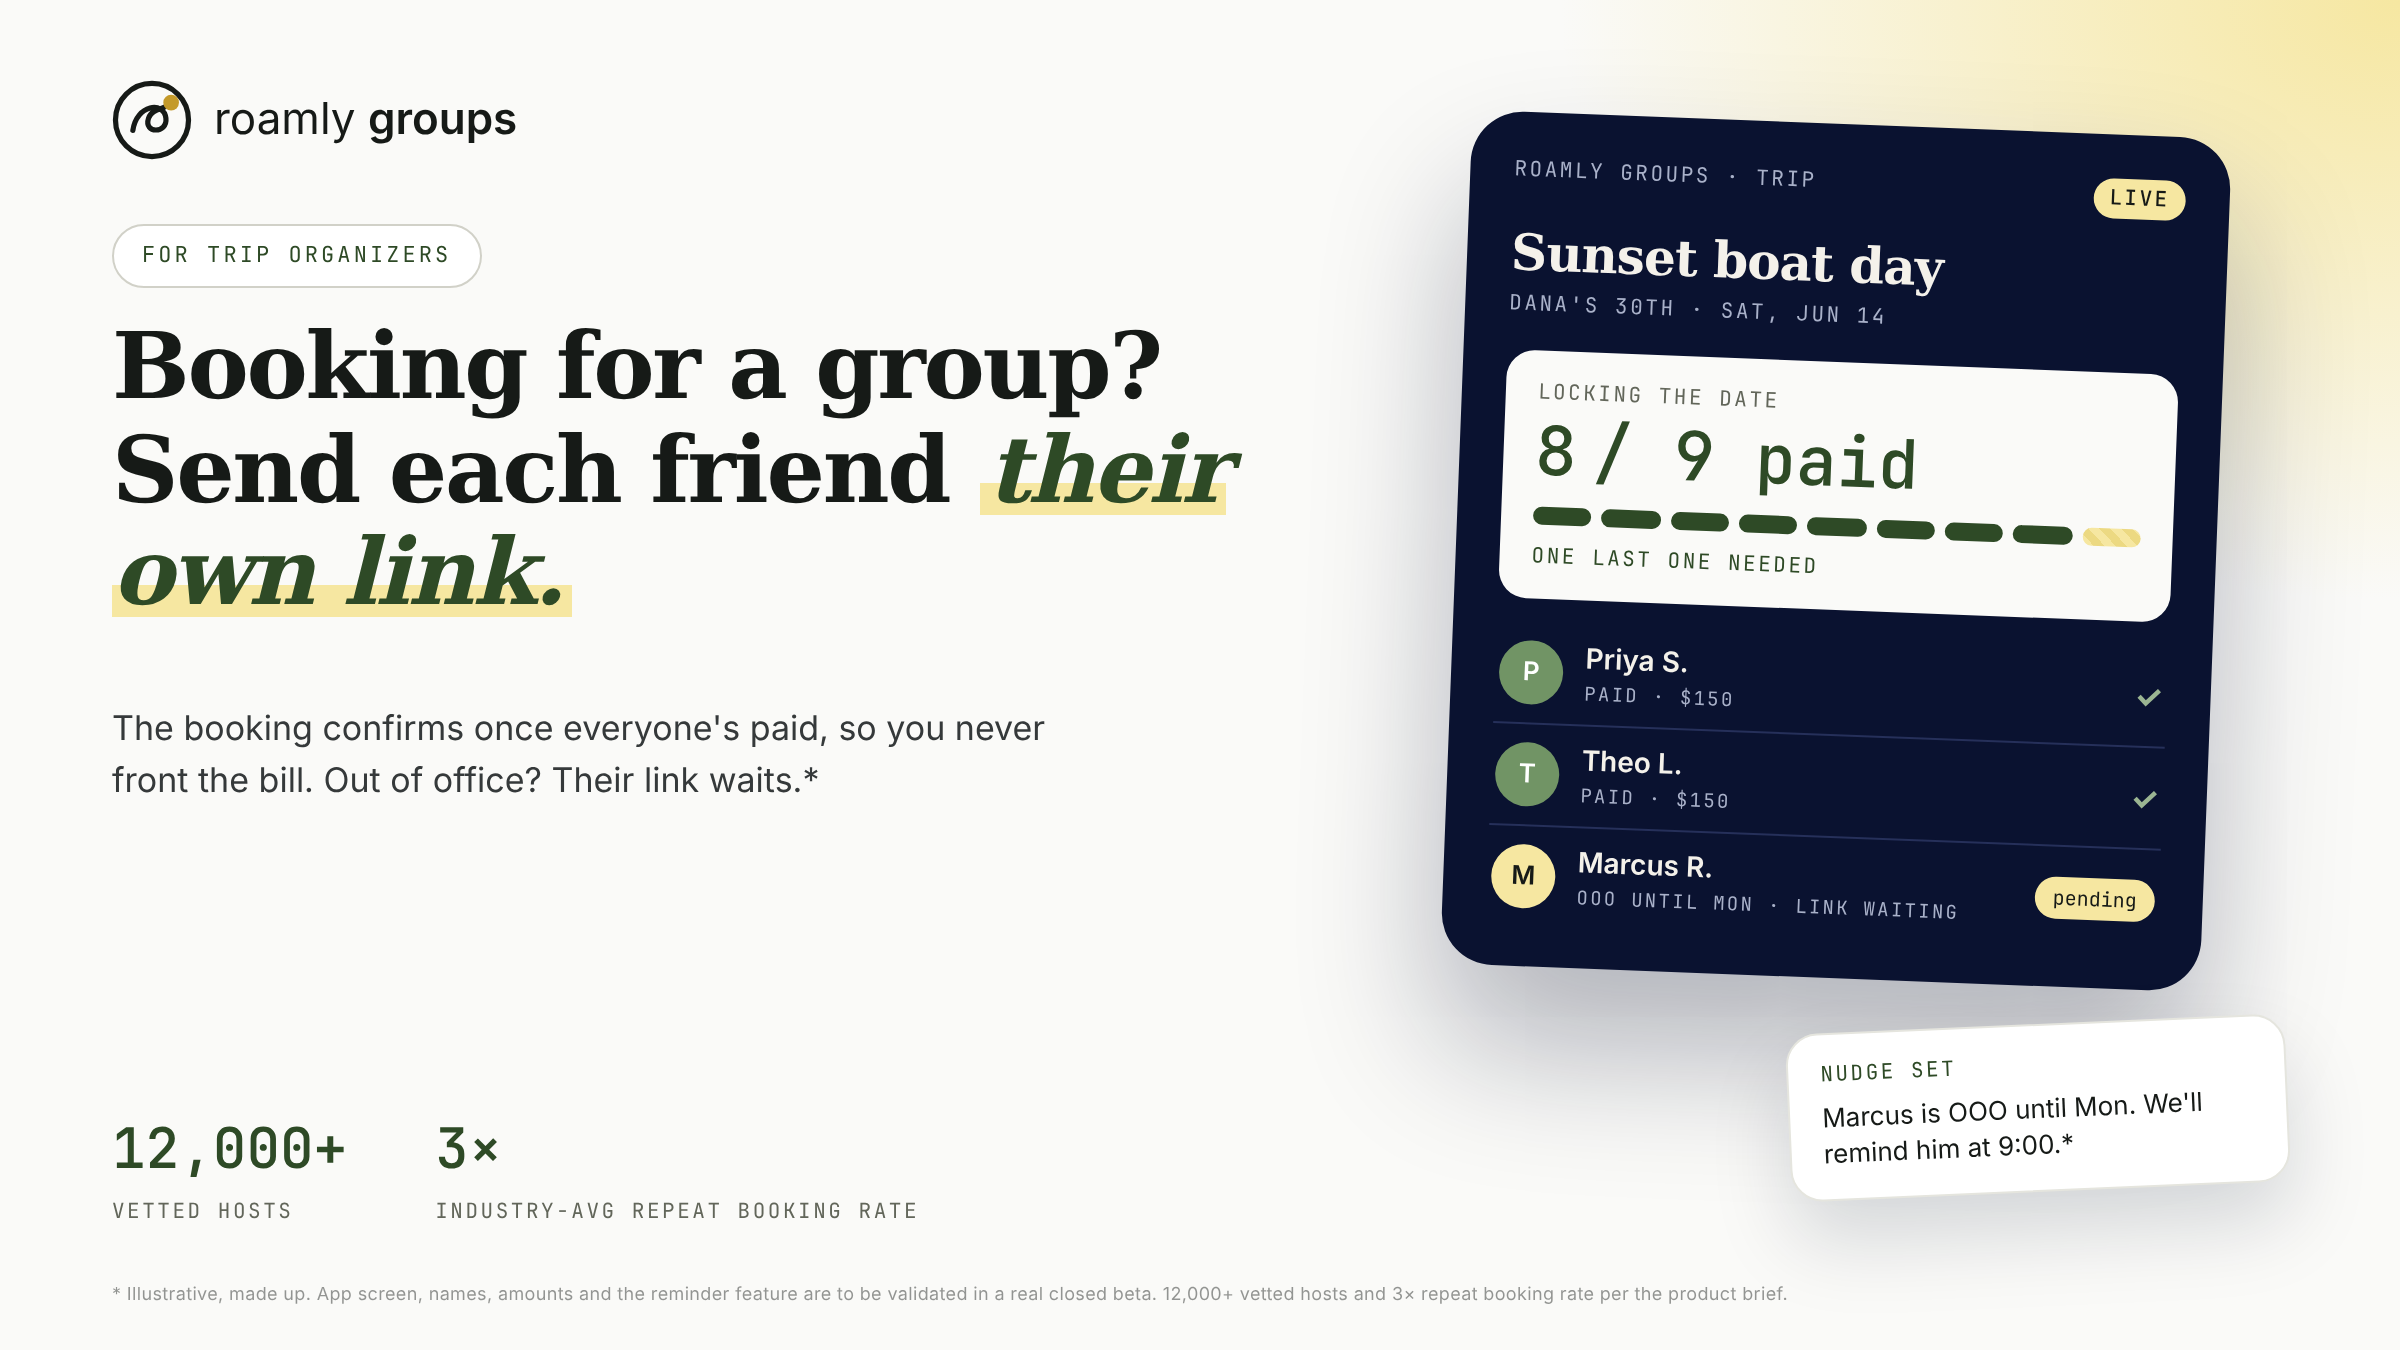 roamly groups
FOR TRIP ORGANIZERS
Booking for a group?
Send each friend their
own link.
The booking confirms once everyone's paid, so you never
front the bill. Out of office? Their link waits.*
12,000+
VETTED HOSTS
3×
INDUSTRY-AVG REPEAT BOOKING RATE
ROAMLY GROUPS · TRIP
LIVE
Sunset boat day
DANA'S 30TH · SAT, JUN 14
LOCKING THE DATE
8 / 9 paid
ONE LAST ONE NEEDED
P
Priya S.
PAID · $150
T
Theo L.
PAID · $150
M
Marcus R.
OOO UNTIL MON · LINK WAITING
pending
NUDGE SET
Marcus is OOO until Mon. We'll
remind him at 9:00.*
* Illustrative, made up. App screen, names, amounts and the reminder feature are to be validated in a real closed beta. 12,000+ vetted hosts and 3× repeat booking rate per the product brief.